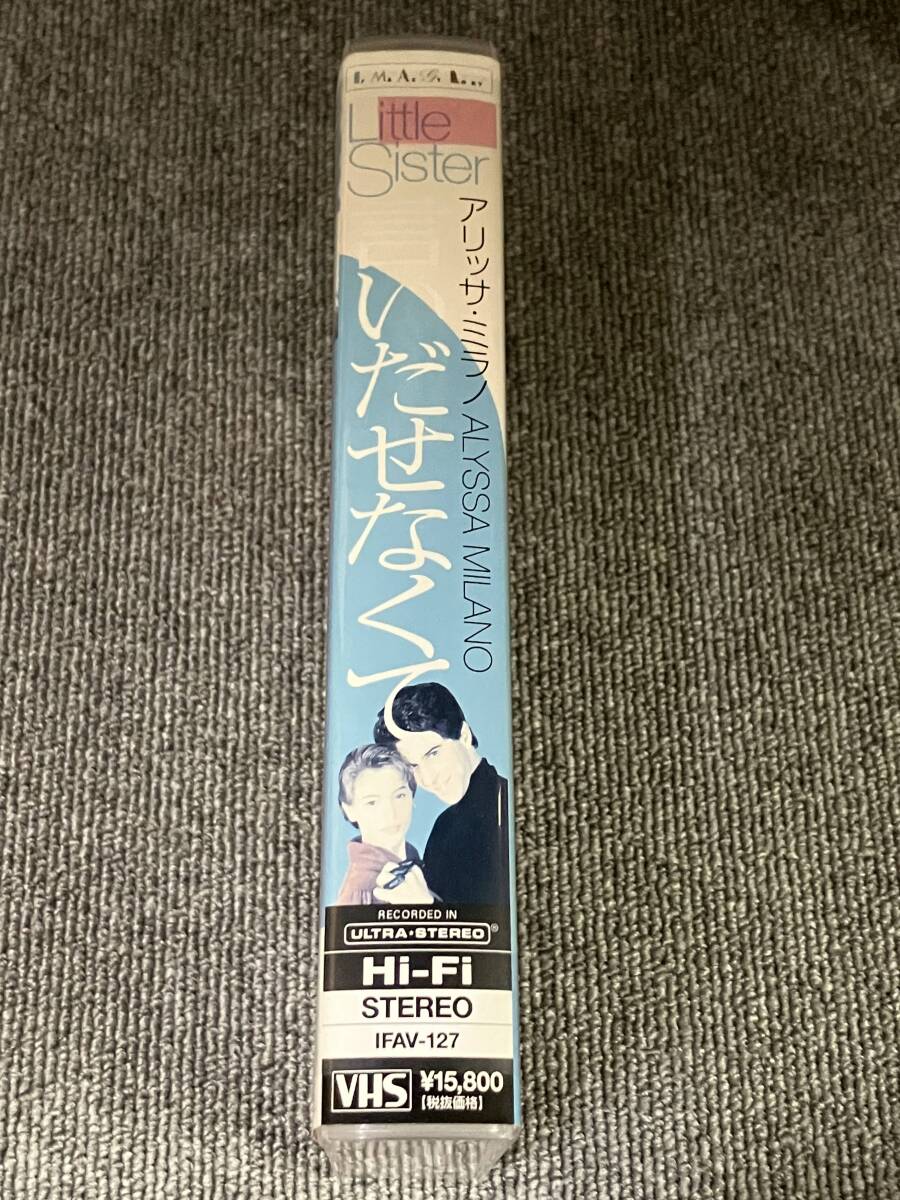 I.M.A.G.E.
Little
Sister
アリッサ・ミラノ ALYSSA MILANO
いだせなくて
RECORDED IN
ULTRA・STEREO®
Hi-Fi
STEREO
IFAV-127
VHS
¥15,800
【税抜価格】